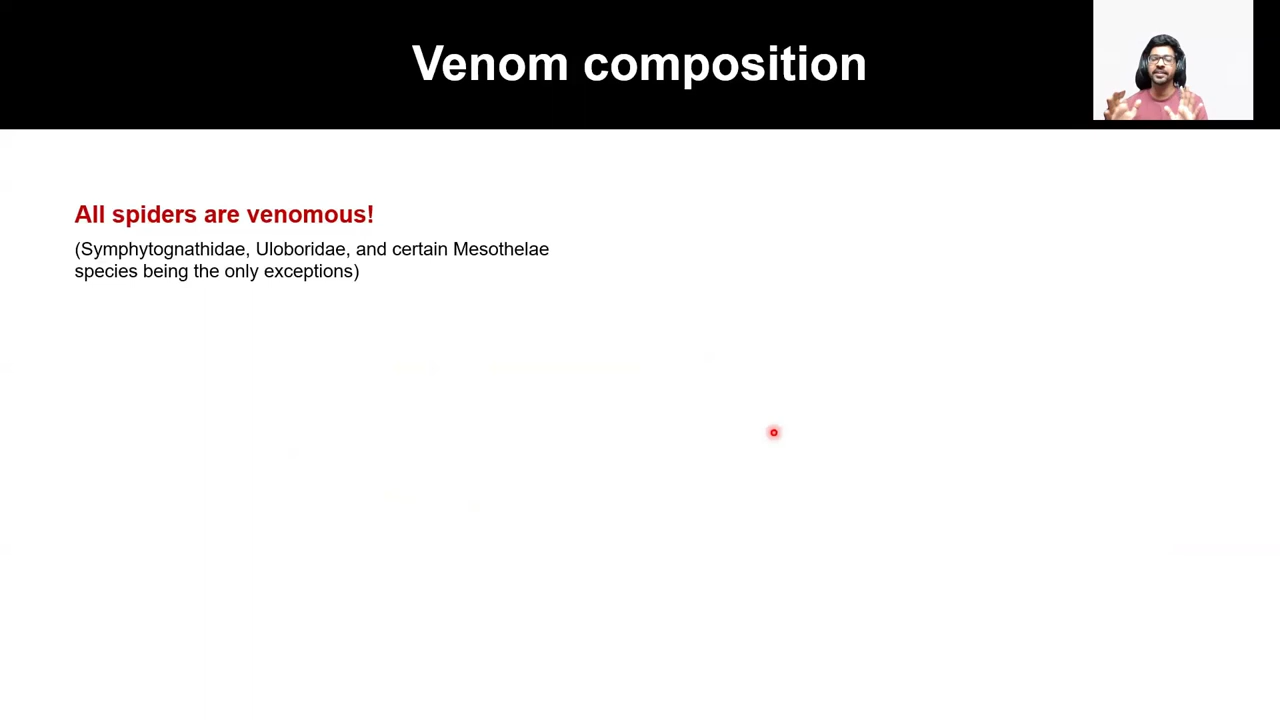 Venom composition
All spiders are venomous!
(Symphytognathidae, Uloboridae, and certain Mesothelae
species being the only exceptions)